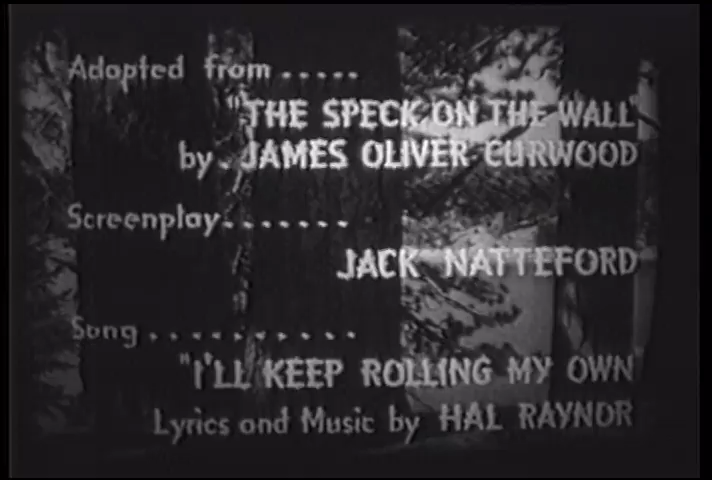 Adapted from.....
"THE SPECK ON THE WALL"
by JAMES OLIVER CURWOOD
Screenplay.......
JACK NATTEFORD
Song..........
"I'LL KEEP ROLLING MY OWN
Lyrics and Music by HAL RAYNOR